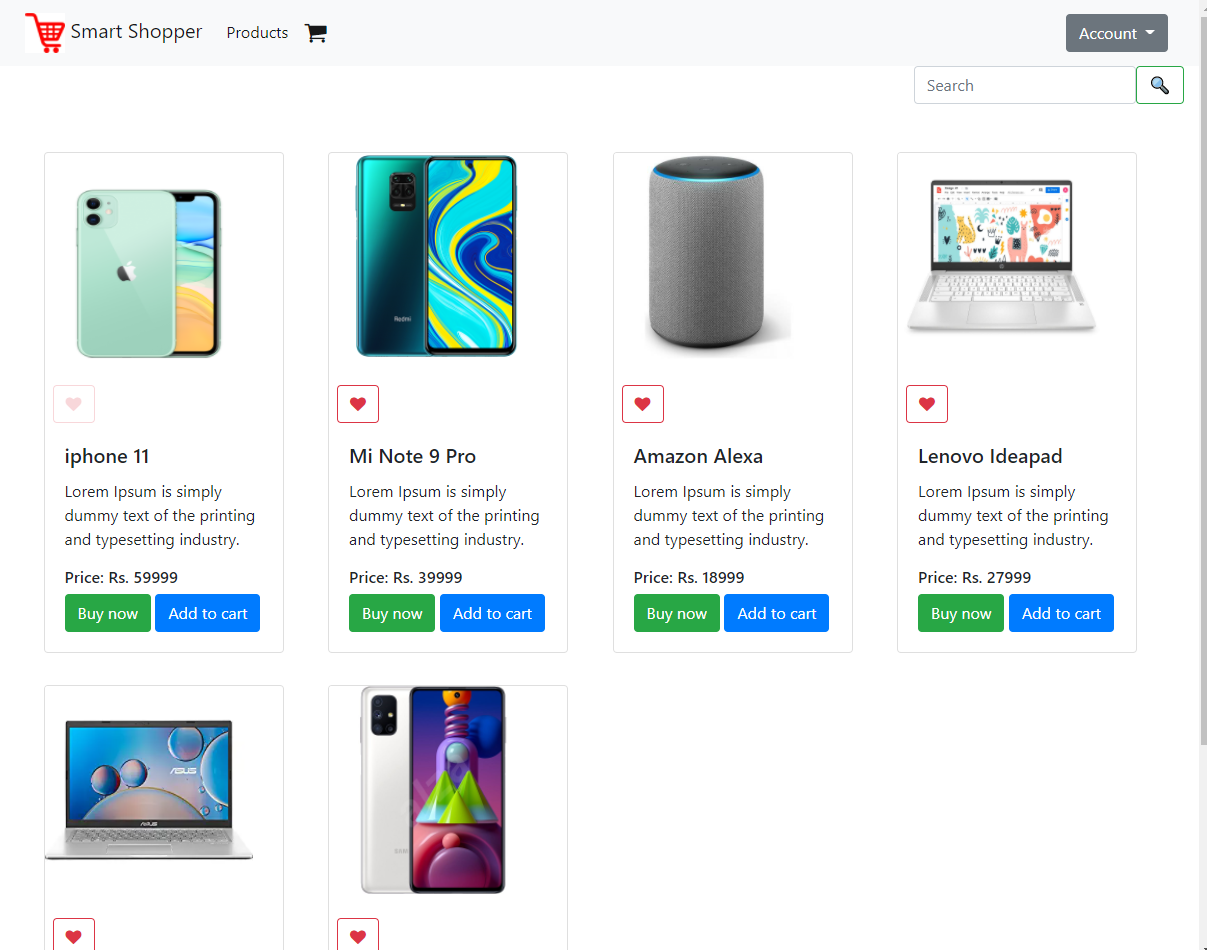 Smart Shopper
Products
Account
Search
Redmi
iphone 11
Mi Note 9 Pro
Amazon Alexa
Lenovo Ideapad
Lorem Ipsum is simply
dummy text of the printing
and typesetting industry.
Lorem Ipsum is simply
dummy text of the printing
and typesetting industry.
Lorem Ipsum is simply
dummy text of the printing
and typesetting industry.
Lorem Ipsum is simply
dummy text of the printing
and typesetting industry.
Price: Rs. 59999
Price: Rs. 39999
Price: Rs. 18999
Price: Rs. 27999
Buy now Add to cart
Buy now Add to cart
Buy now Add to cart
Buy now Add to cart
ASUS
ASUS